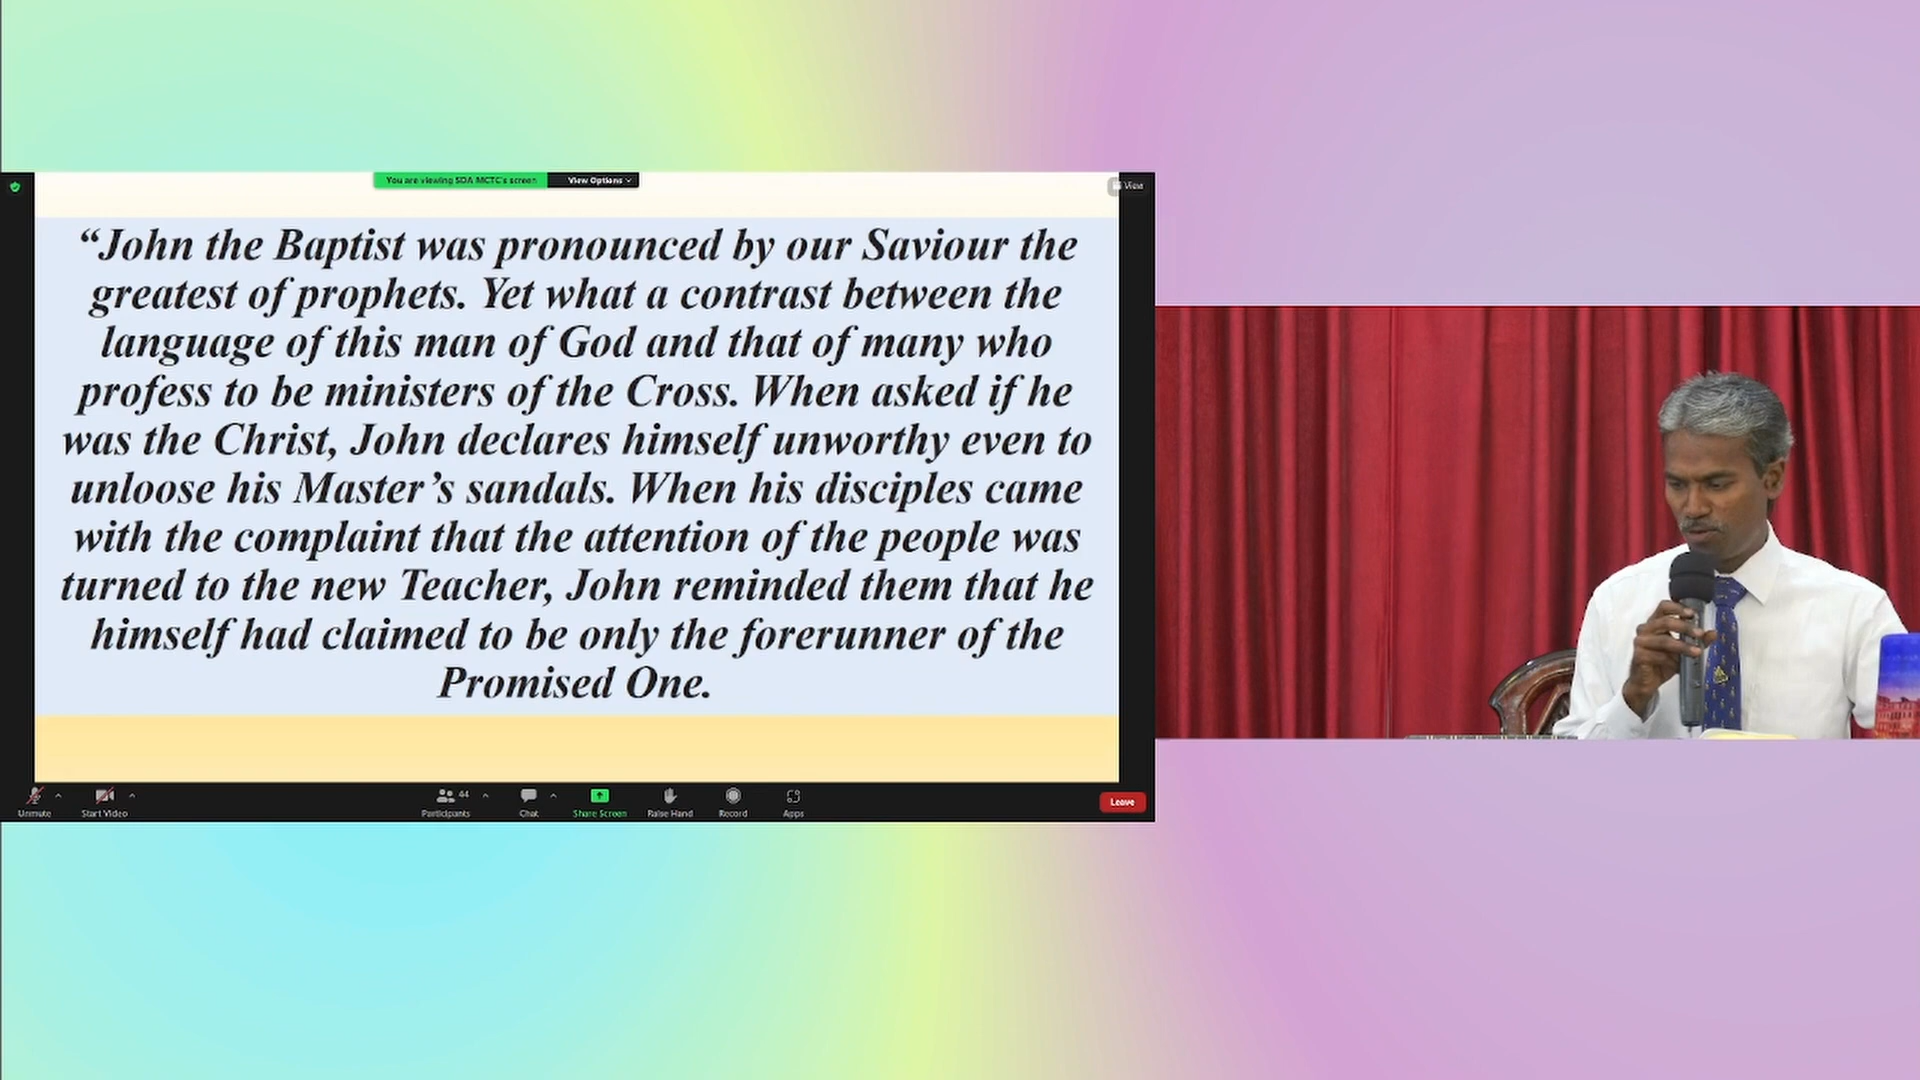 You are viewing SDA MCTC's screen
View Options
View
“John the Baptist was pronounced by our Saviour the
greatest of prophets. Yet what a contrast between the
language of this man of God and that of many who
profess to be ministers of the Cross. When asked if he
was the Christ, John declares himself unworthy even to
unloose his Master’s sandals. When his disciples came
with the complaint that the attention of the people was
turned to the new Teacher, John reminded them that he
himself had claimed to be only the forerunner of the
Promised One.
44
Unmute
Start Video
Participants
Chat
Share Screen
Raise Hand
Record
Apps
Leave